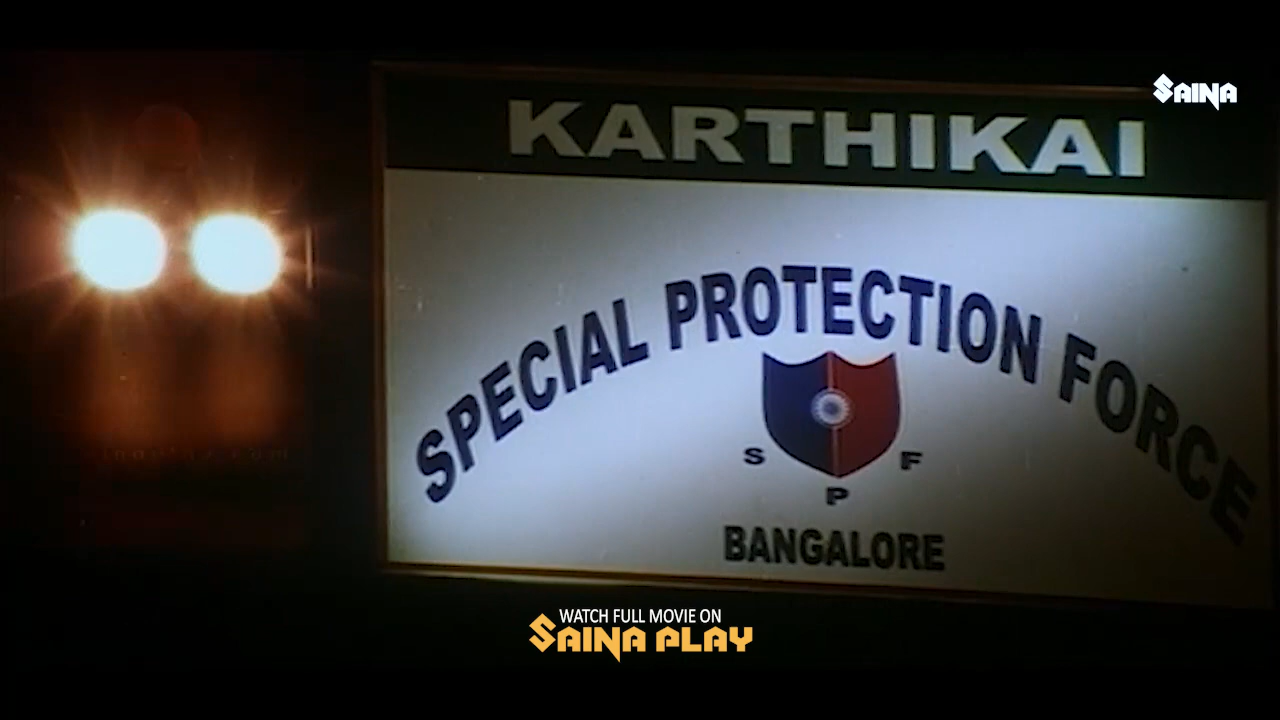 SAINA
KARTHIKAI
SPECIAL PROTECTION FORCE
S F
P
BANGALORE
WATCH FULL MOVIE ON
SAINA PLAY